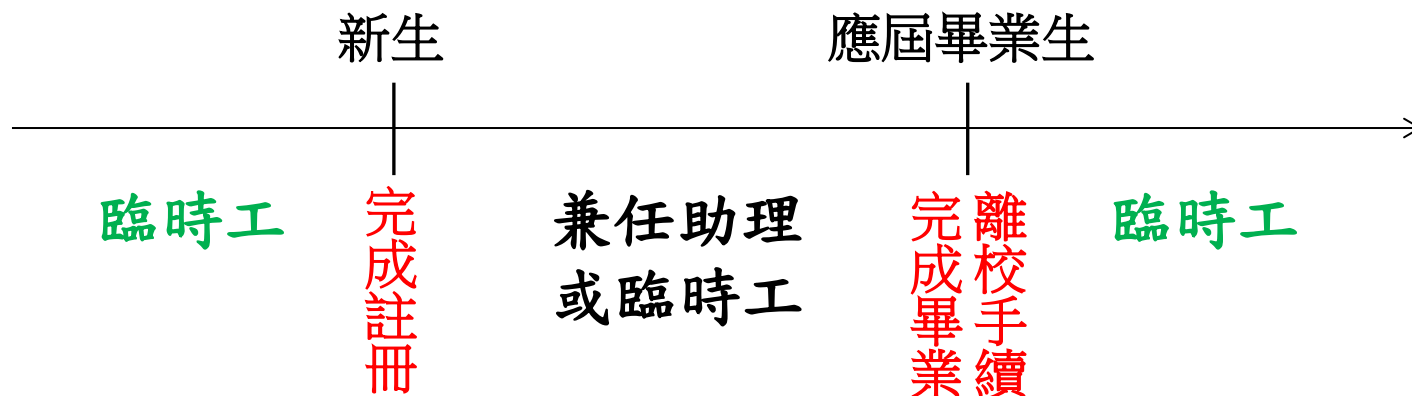 新生
應屆畢業生
臨時工
完成註冊
兼任助理
或臨時工
完成畢業
離校手續
臨時工